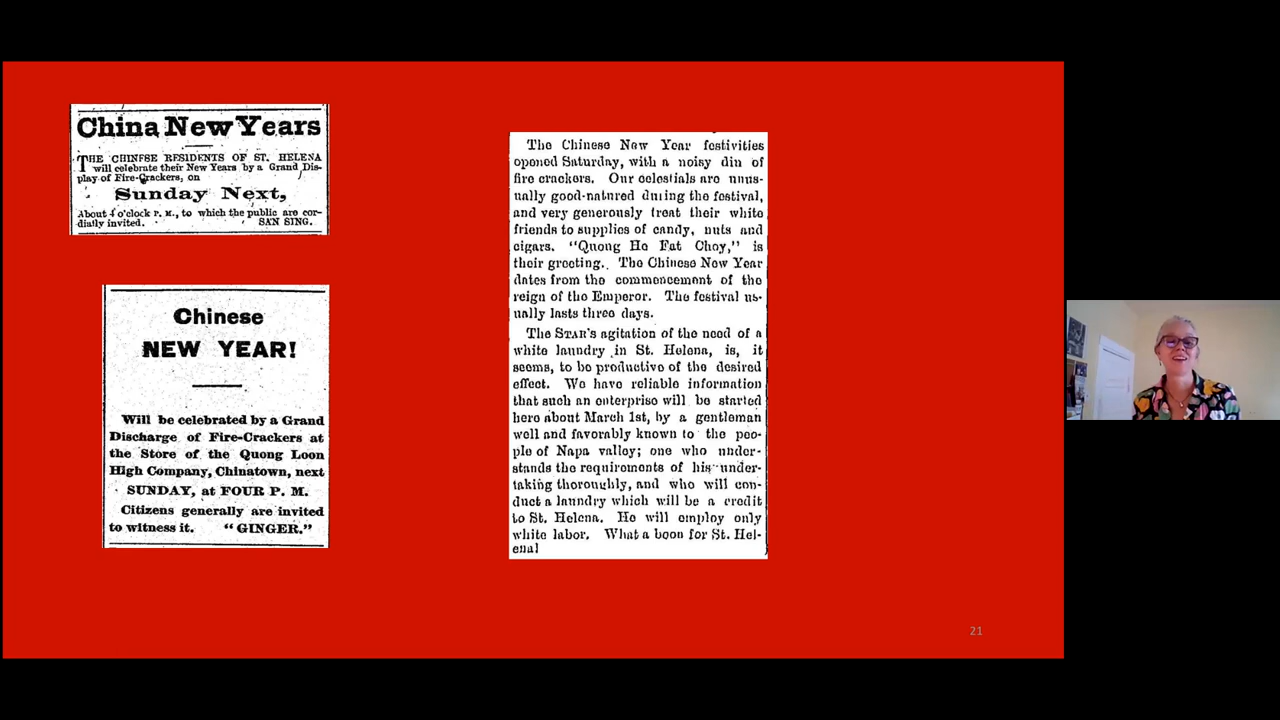 China New Years
THE CHINESE RESIDENTS OF ST. HELENA
will celebrate their New Years by a Grand Dis-
play of Fire-Crackers, on
Sunday Next,
About 4 o'clock P. M., to which the public are cor-
dially invited. SAN SING.
Chinese
NEW YEAR!
Will be celebrated by a Grand
Discharge of Fire-Crackers at
the Store of the Quong Loon
High Company, Chinatown, next
SUNDAY, at FOUR P. M.
Citizens generally are invited
to witness it. "GINGER."
The Chinese New Year festivities
opened Saturday, with a noisy din of
fire crackers. Our celestials are unus-
ually good-natured during the festival,
and very generously treat their white
friends to supplies of candy, nuts and
cigars. "Quong He Fat Choy," is
their greeting. The Chinese New Year
dates from the commencement of the
reign of the Emperor. The festival us-
ually lasts three days.
The STAR'S agitation of the need of a
white laundry in St. Helena, is, it
seems, to be productive of the desired
effect. We have reliable information
that such an enterprise will be started
here about March 1st, by a gentleman
well and favorably known to the peo-
ple of Napa valley; one who under-
stands the requirements of his under-
taking thoroughly, and who will con-
duct a laundry which will be a credit
to St. Helena. He will employ only
white labor. What a boon for St. Hel-
ena!
21